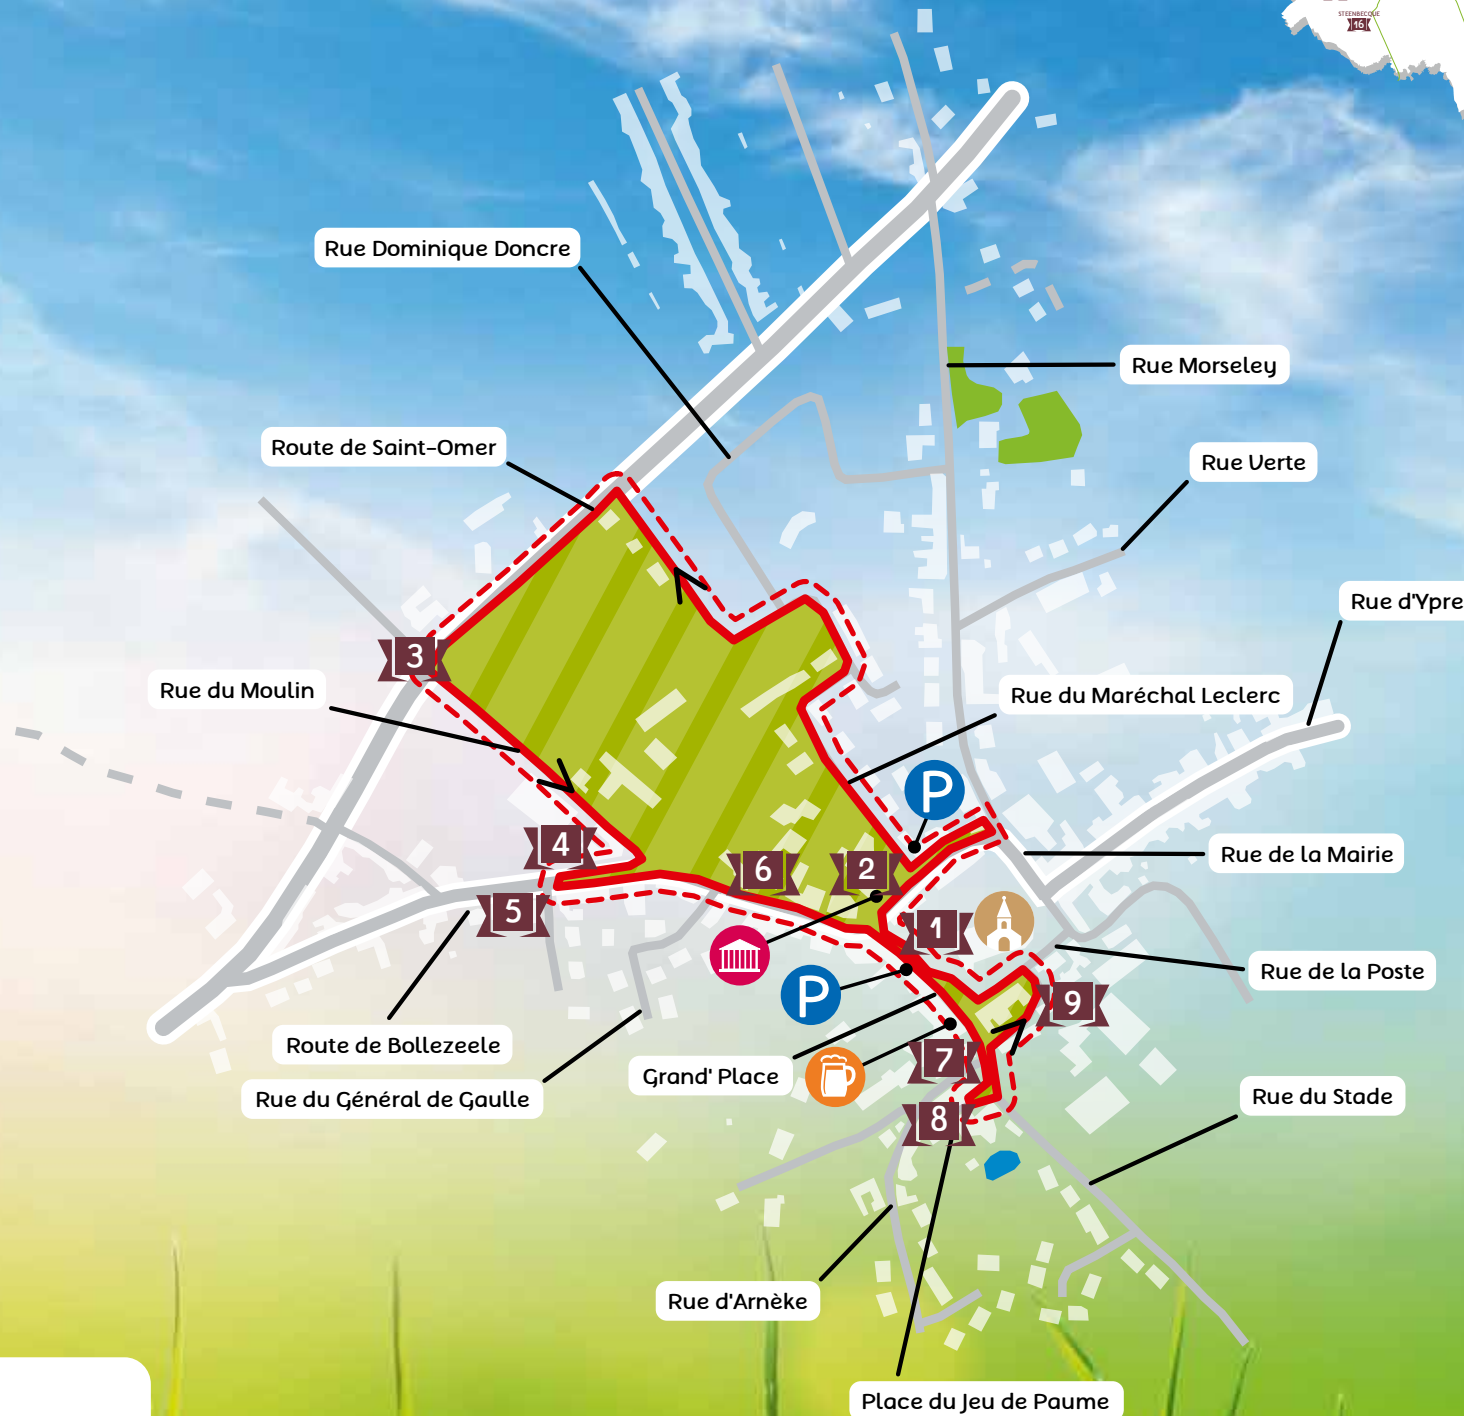 STEENBECQUE
16
Rue Dominique Doncre
Rue Morseley
Route de Saint-Omer
Rue Verte
Rue d'Ypre
3
Rue du Moulin
Rue du Maréchal Leclerc
P
4
6
2
Rue de la Mairie
5
1
Rue de la Poste
P
9
Route de Bollezeele
7
Grand' Place
Rue du Général de Gaulle
8
Rue du Stade
Rue d'Arnèke
Place du Jeu de Paume